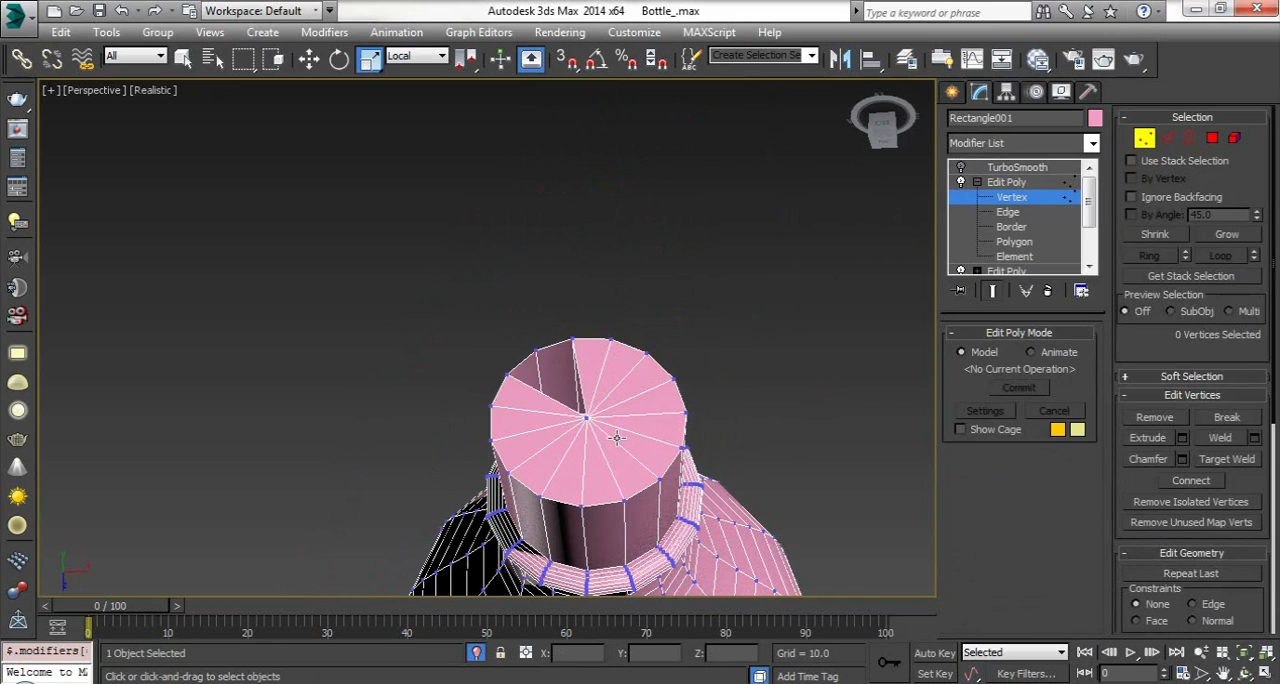 Workspace: Default
Autodesk 3ds Max 2014 x64 Bottle_.max
Type a keyword or phrase
Edit Tools Group Views Create Modifiers Animation Graph Editors Rendering Customize MAXScript Help
All
Local
Create Selection Se
[+] [Perspective] [Realistic]
Rectangle001
Modifier List
TurboSmooth
Edit Poly
Vertex
Edge
Border
Polygon
Element
Edit Poly
Edit Poly Mode
Model Animate
<No Current Operation>
Commit
Settings Cancel
Show Cage
Selection
Use Stack Selection
By Vertex
Ignore Backfacing
By Angle: 45.0
Shrink Grow
Ring Loop
Get Stack Selection
Preview Selection
Off SubObj Multi
0 Vertices Selected
Soft Selection
Edit Vertices
Remove Break
Extrude Weld
Chamfer Target Weld
Connect
Remove Isolated Vertices
Remove Unused Map Verts
Edit Geometry
Repeat Last
Constraints
None Edge
Face Normal
0 / 100
0 10 20 30 40 50 60 70 80 90 100
$.modifiers[
Welcome to M
1 Object Selected
X: Y: Z: Grid = 10.0
Click or click-and-drag to select objects
Add Time Tag
Auto Key Selected
Set Key Key Filters... 0